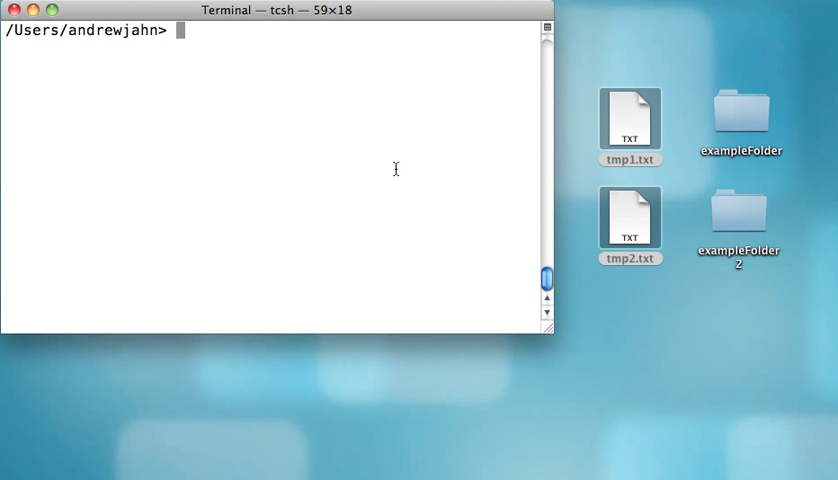 Terminal — tcsh — 59×18
/Users/andrewjahn>
TXT
tmp1.txt
exampleFolder
TXT
tmp2.txt
exampleFolder
2